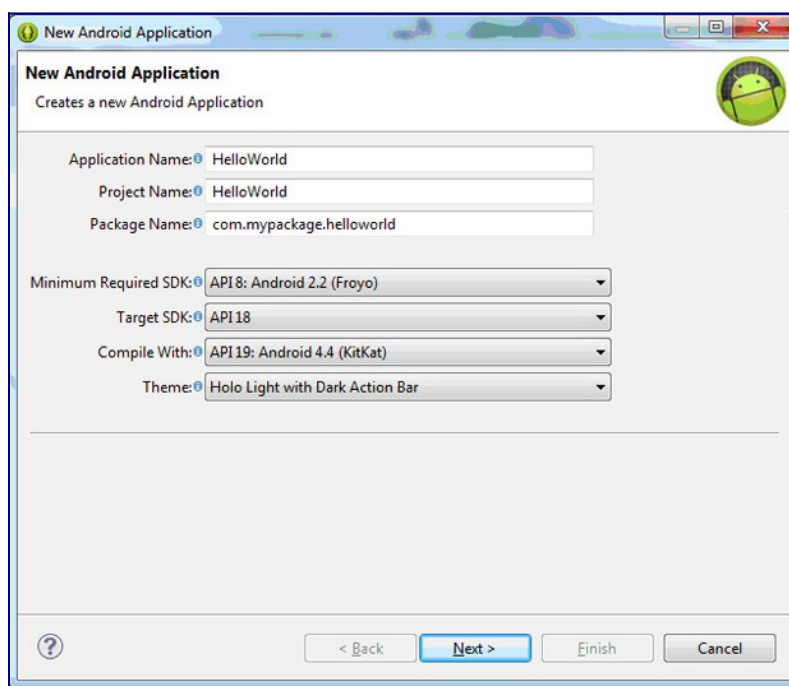 New Android Application
New Android Application
Creates a new Android Application
Application Name: HelloWorld
Project Name: HelloWorld
Package Name: com.mypackage.helloworld
Minimum Required SDK: API 8: Android 2.2 (Froyo)
Target SDK: API 18
Compile With: API 19: Android 4.4 (KitKat)
Theme: Holo Light with Dark Action Bar
? < Back Next > Finish Cancel